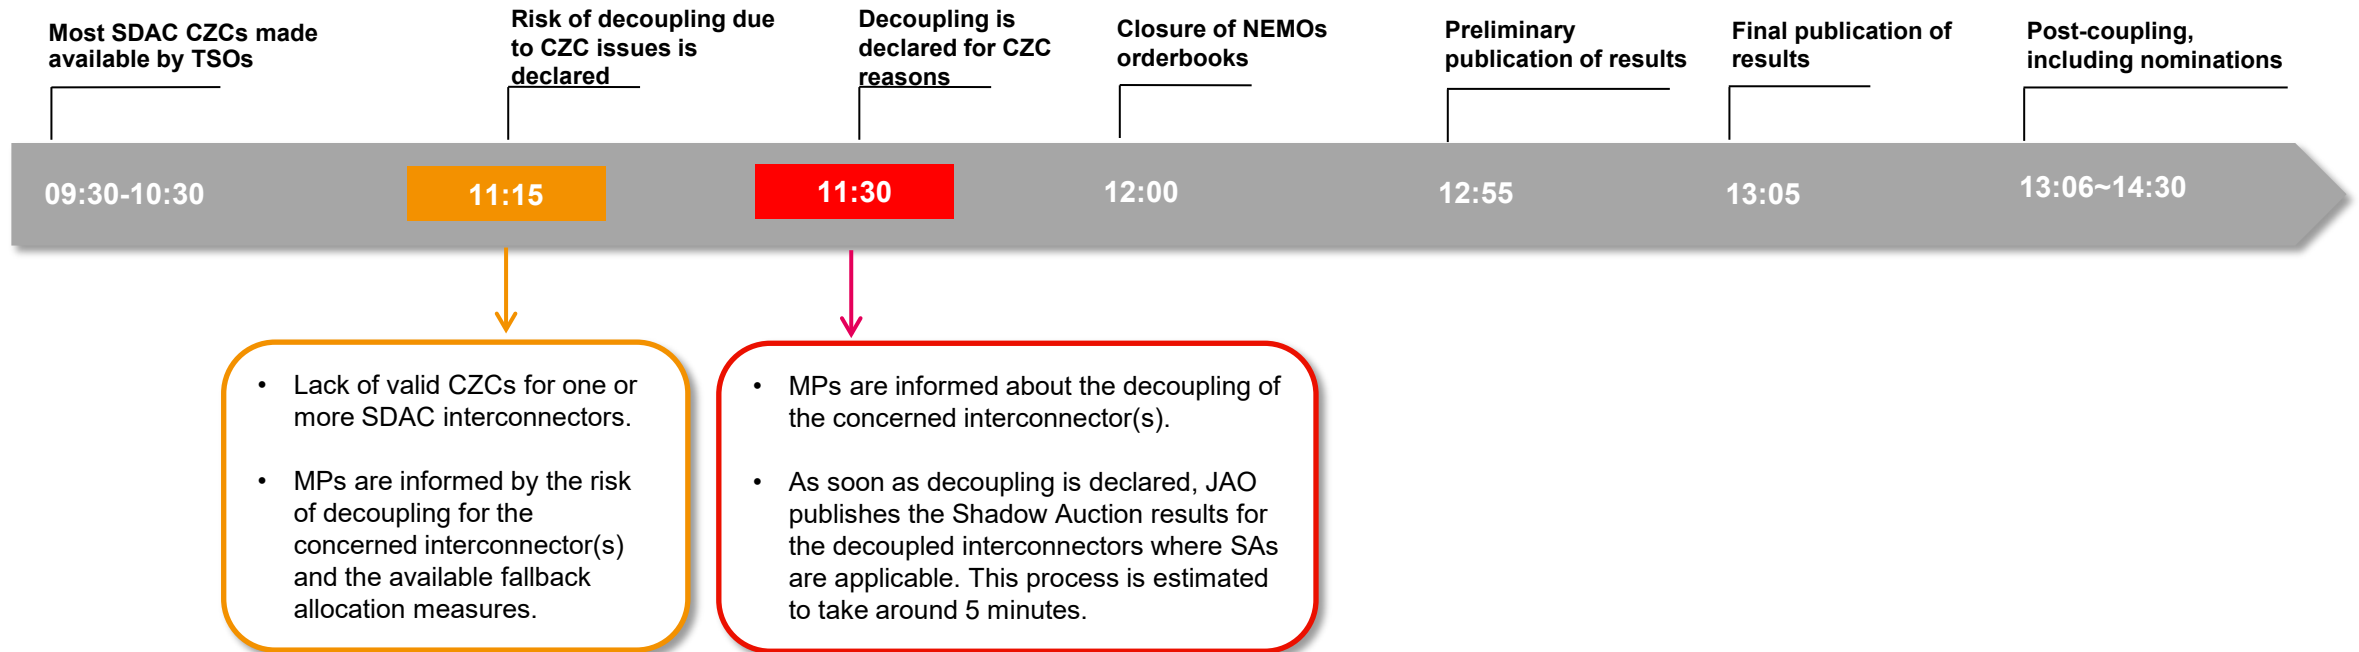 Most SDAC CZCs made
available by TSOs
Risk of decoupling due
to CZC issues is
declared
Decoupling is
declared for CZC
reasons
Closure of NEMOs
orderbooks
Preliminary
publication of results
Final publication of
results
Post-coupling,
including nominations
09:30-10:30
11:15
11:30
12:00
12:55
13:05
13:06~14:30
• Lack of valid CZCs for one or
more SDAC interconnectors.
• MPs are informed by the risk
of decoupling for the
concerned interconnector(s)
and the available fallback
allocation measures.
• MPs are informed about the decoupling of
the concerned interconnector(s).
• As soon as decoupling is declared, JAO
publishes the Shadow Auction results for
the decoupled interconnectors where SAs
are applicable. This process is estimated
to take around 5 minutes.